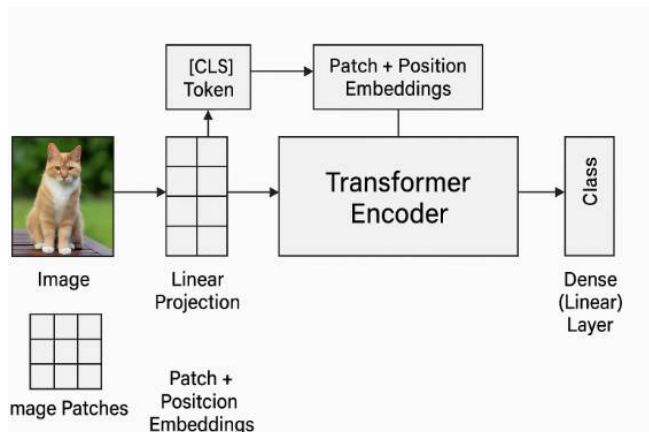 [CLS]
Token
Patch + Position
Embeddings
Transformer
Encoder
Class
Image
Linear
Projection
Dense
(Linear)
Layer
mage Patches
Patch +
Positcion
Embeddings